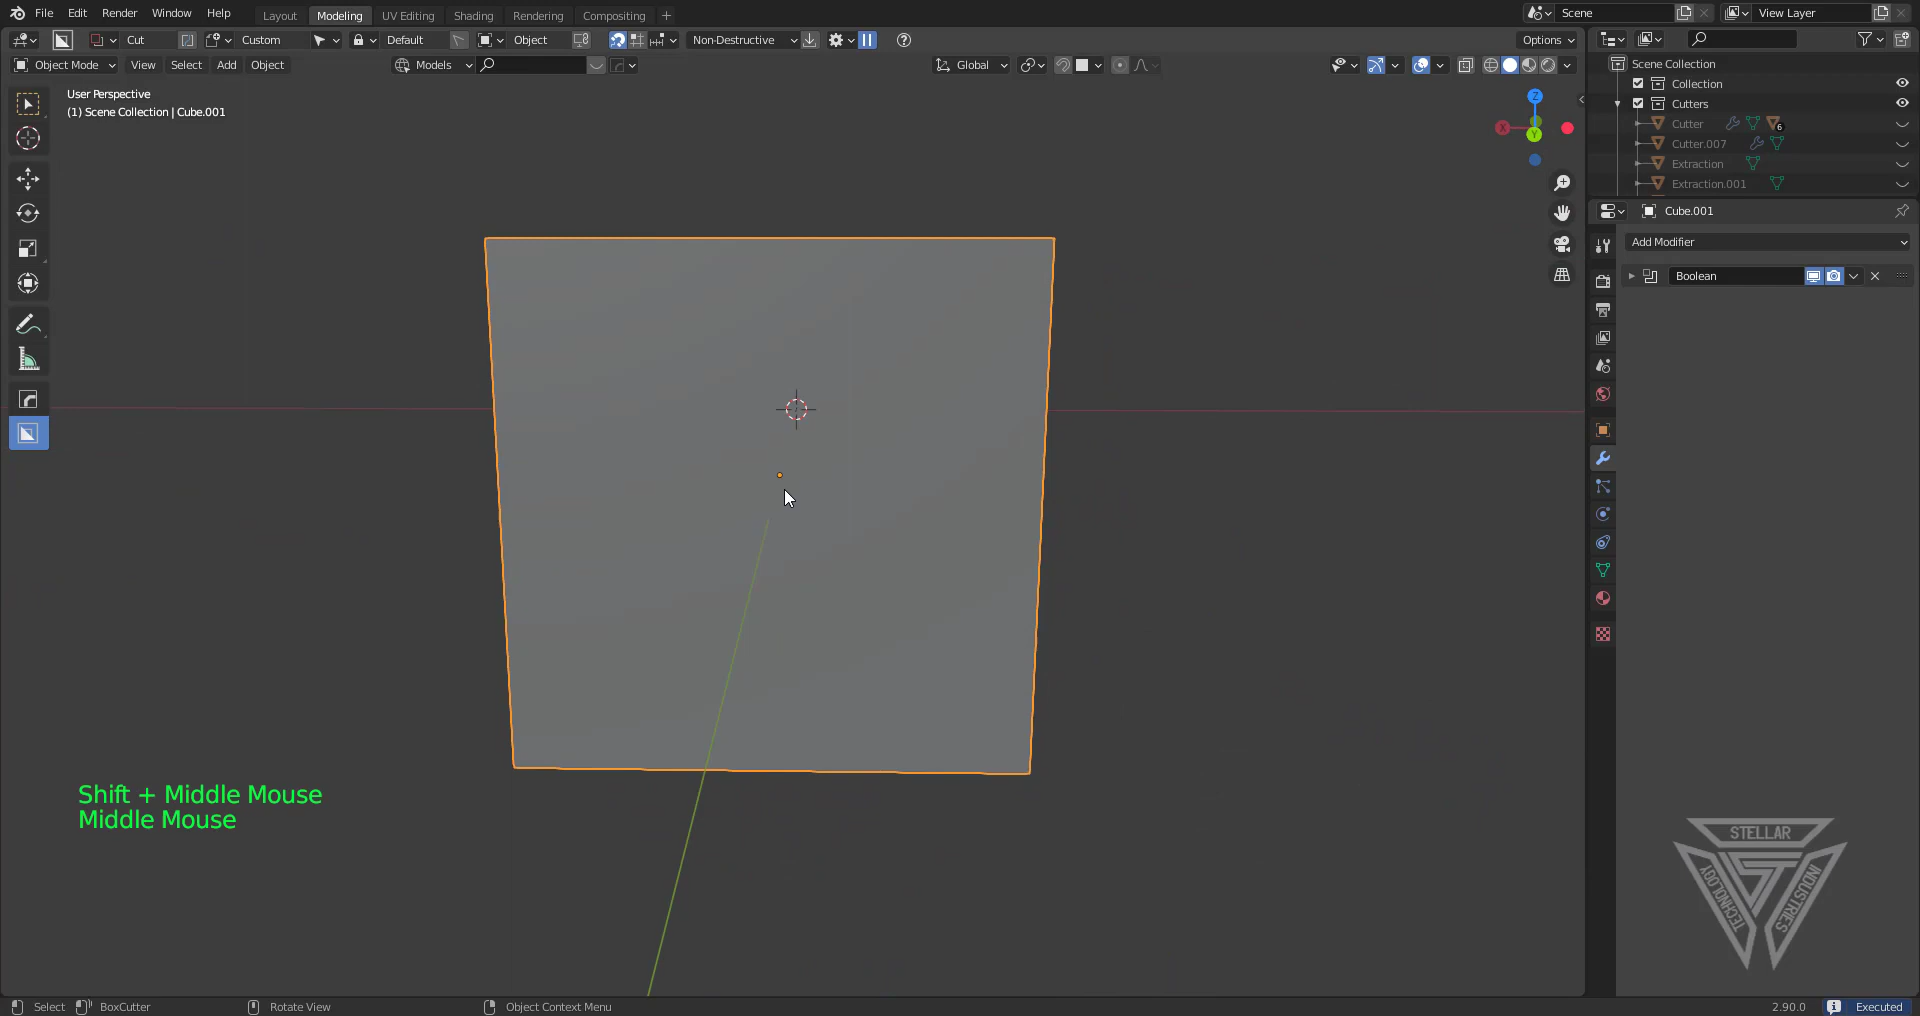 File Edit Render Window Help Layout Modeling UV Editing Shading Rendering Compositing + Scene View Layer
Cut Custom Default Object Non-Destructive Options
Object Mode View Select Add Object Models Global
User Perspective
(1) Scene Collection | Cube.001
Z
X
Y
Scene Collection
Collection
Cutters
Cutter 6
Cutter.007
Extraction
Extraction.001
Cube.001
Add Modifier
Boolean
Shift + Middle Mouse
Middle Mouse
STELLAR
TECHNOLOGY
INDUSTRIES
Select BoxCutter Rotate View Object Context Menu 2.90.0 Executed